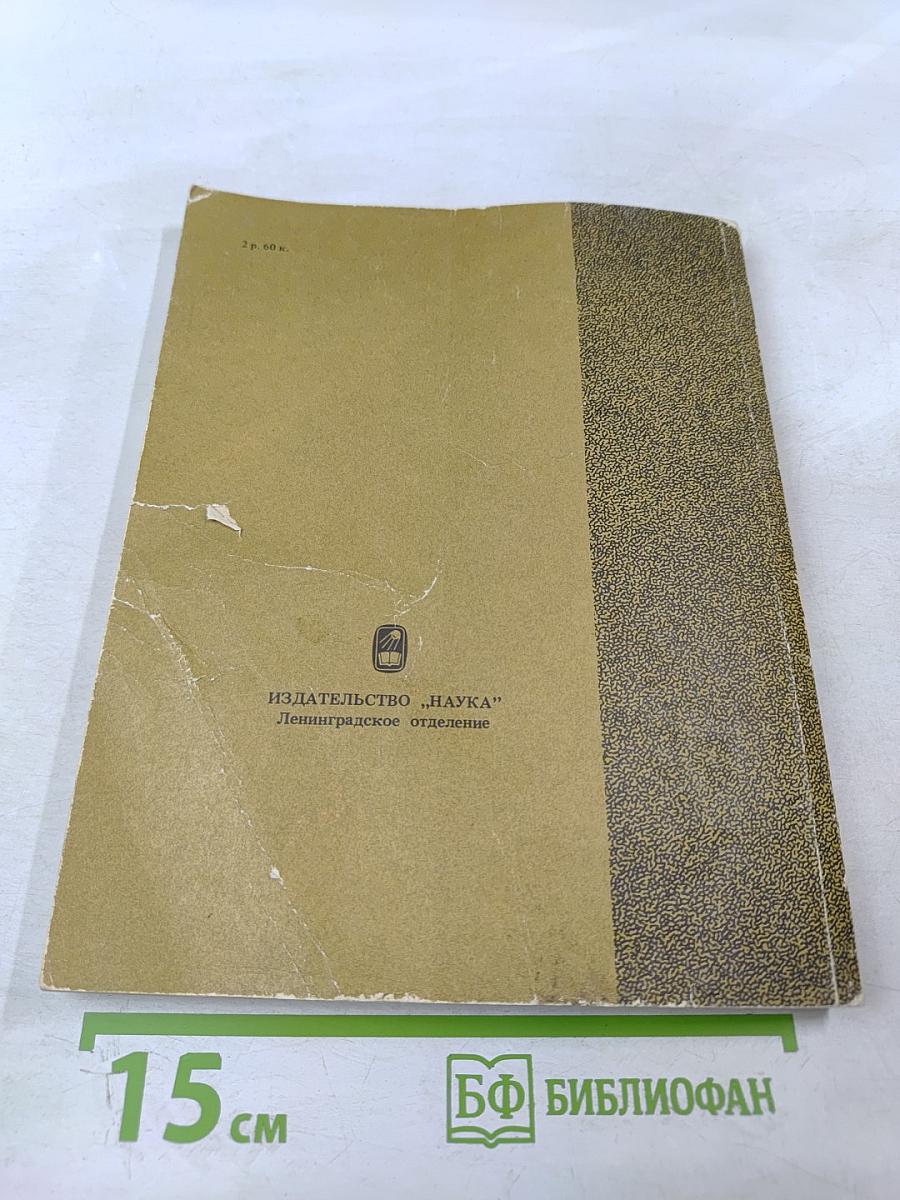 2 р. 60 к.
ИЗДАТЕЛЬСТВО „НАУКА”
Ленинградское отделение
15 см
БФ БИБЛИОФАН